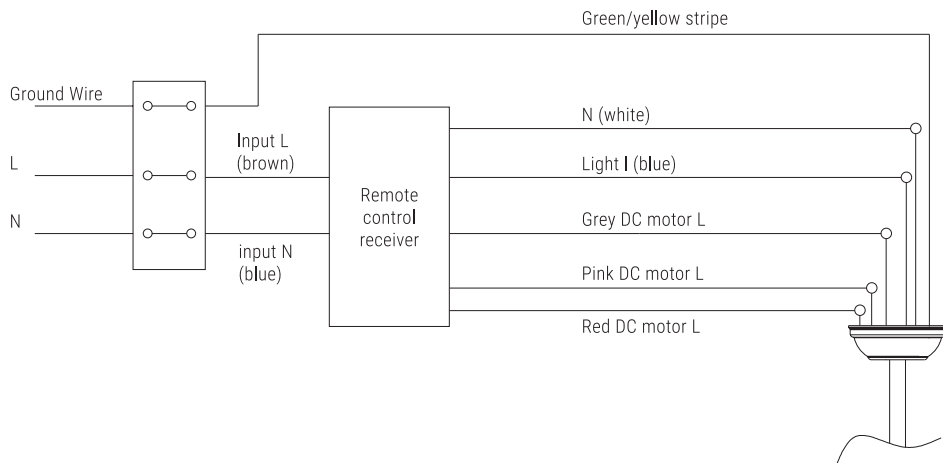 Green/yellow stripe
Ground Wire
L
N
Input L
(brown)
input N
(blue)
Remote
control
receiver
N (white)
Light l (blue)
Grey DC motor L
Pink DC motor L
Red DC motor L